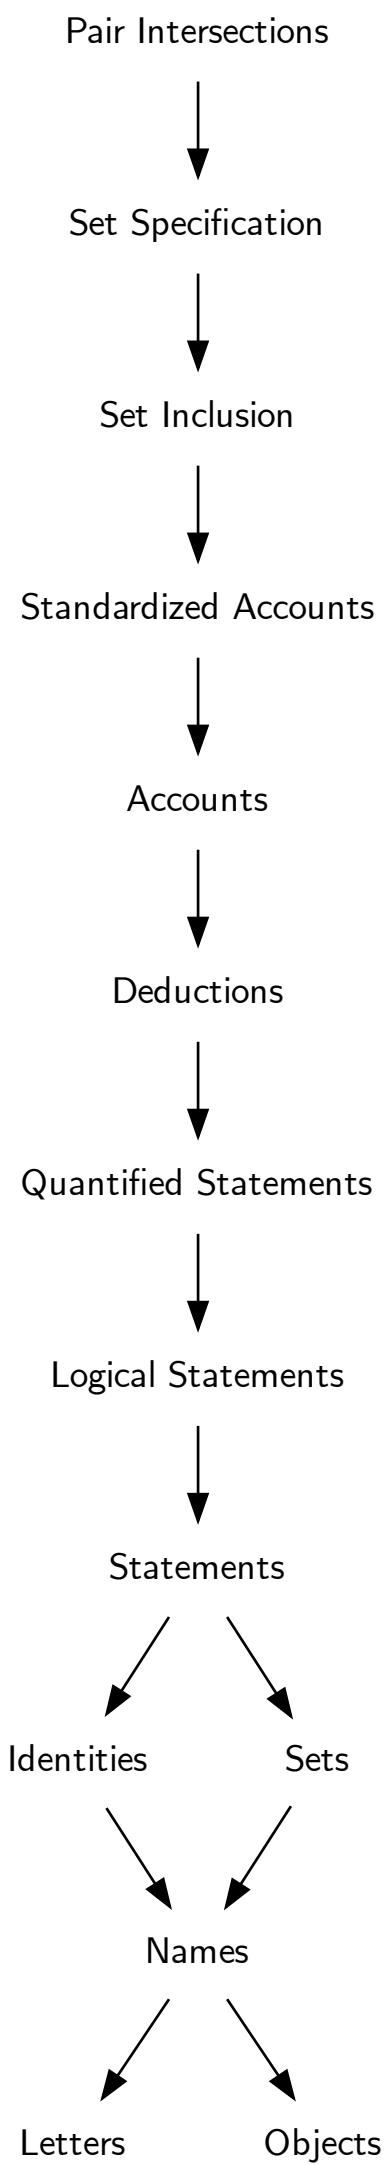 Pair Intersections
Set Specification
Set Inclusion
Standardized Accounts
Accounts
Deductions
Quantified Statements
Logical Statements
Statements
Identities Sets
Names
Letters Objects